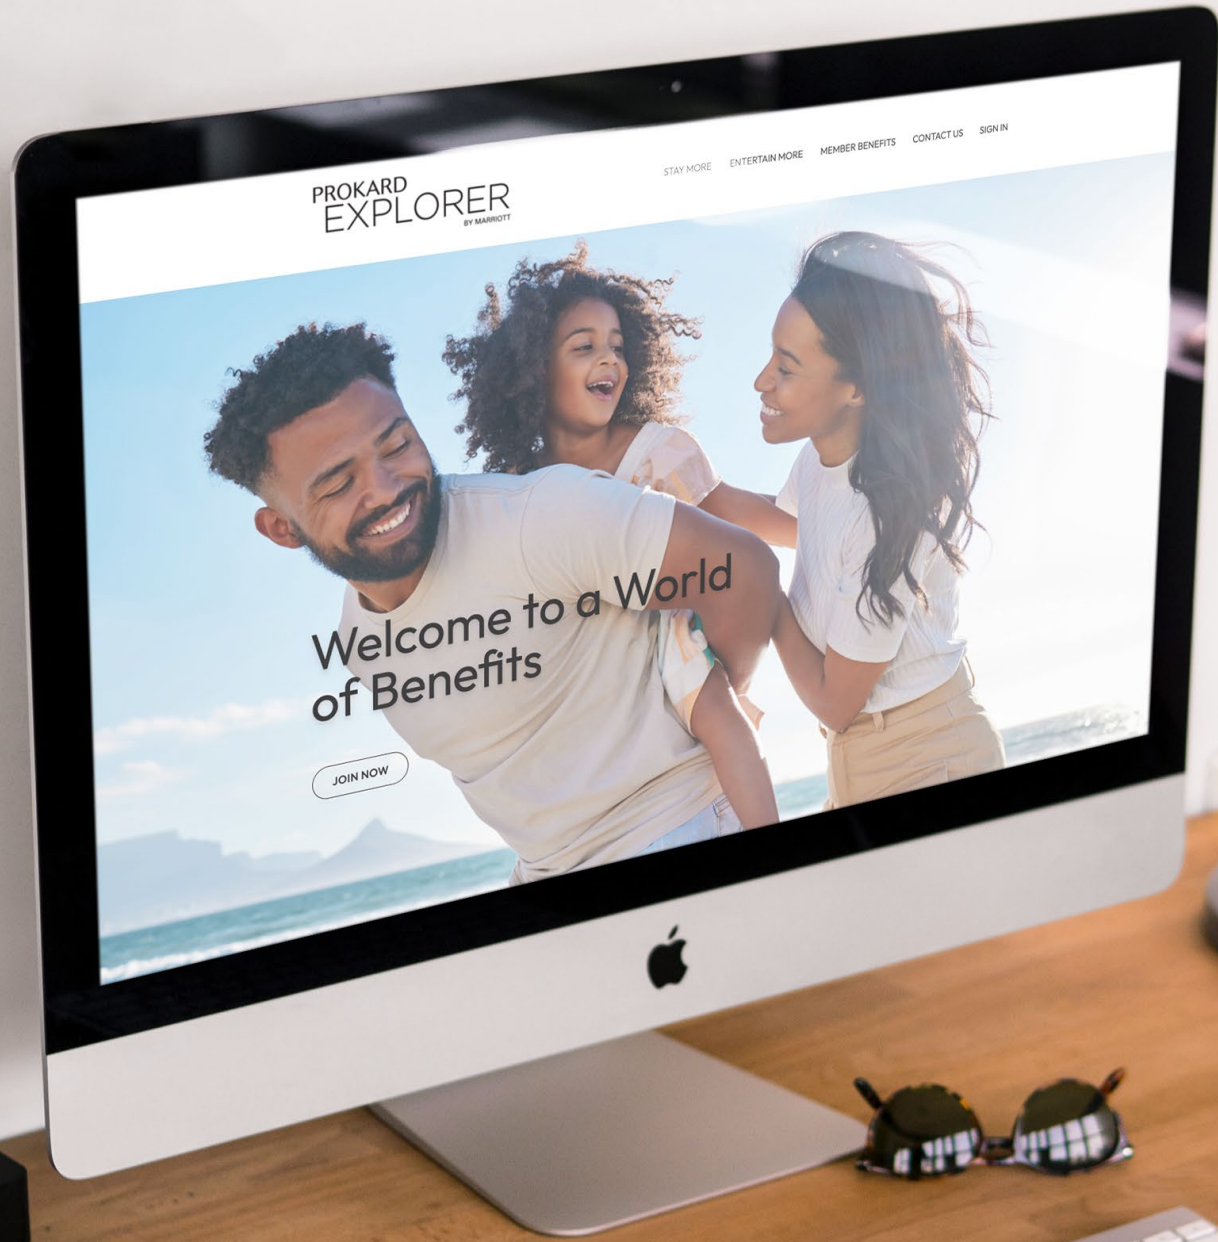 PROKARD
EXPLORER
BY MARRIOTT
STAY MORE
ENTERTAIN MORE
MEMBER BENEFITS
CONTACT US
SIGN IN
Welcome to a World
of Benefits
JOIN NOW